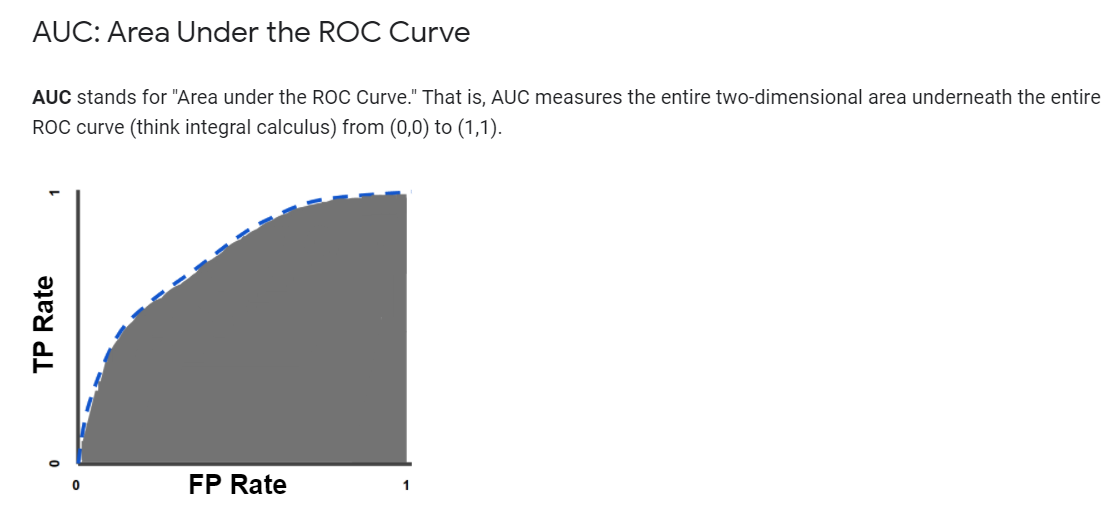 AUC: Area Under the ROC Curve
AUC stands for "Area under the ROC Curve." That is, AUC measures the entire two-dimensional area underneath the entire
ROC curve (think integral calculus) from (0,0) to (1,1).
1
TP Rate
0
0
FP Rate
1